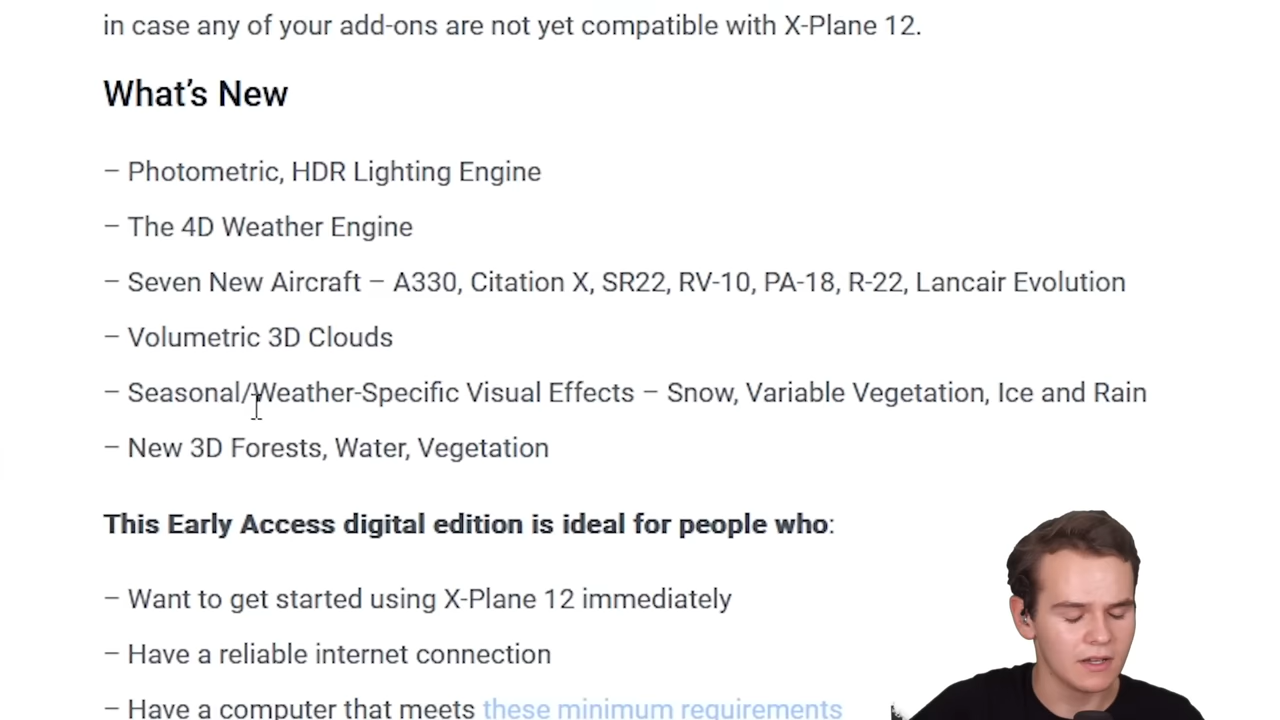 in case any of your add-ons are not yet compatible with X-Plane 12.
What’s New
– Photometric, HDR Lighting Engine
– The 4D Weather Engine
– Seven New Aircraft – A330, Citation X, SR22, RV-10, PA-18, R-22, Lancair Evolution
– Volumetric 3D Clouds
– Seasonal/Weather-Specific Visual Effects – Snow, Variable Vegetation, Ice and Rain
– New 3D Forests, Water, Vegetation
This Early Access digital edition is ideal for people who:
– Want to get started using X-Plane 12 immediately
– Have a reliable internet connection
– Have a computer that meets these minimum requirements